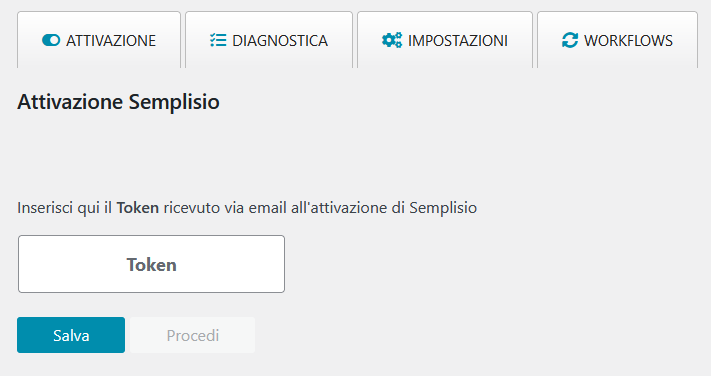 ATTIVAZIONE DIAGNOSTICA IMPOSTAZIONI WORKFLOWS
Attivazione Semplisio
Inserisci qui il Token ricevuto via email all'attivazione di Semplisio
Token
Salva Procedi